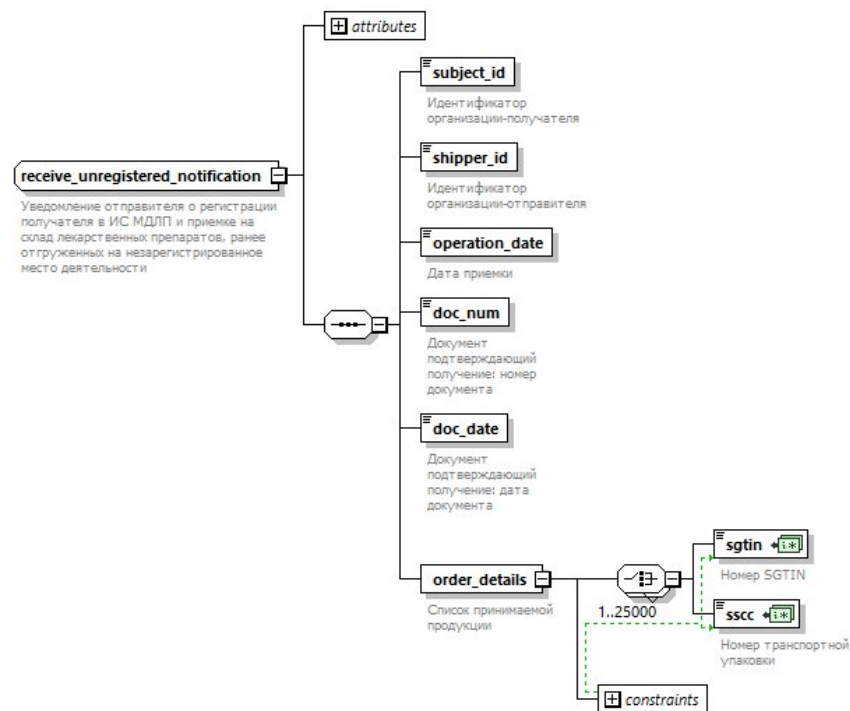 attributes
subject_id
Идентификатор
организации-получателя
shipper_id
Идентификатор
организации-отправителя
receive_unregistered_notification
Уведомление отправителя о регистрации
получателя в ИС МДЛП и приемке на
склад лекарственных препаратов, ранее
отгруженных на незарегистрированное
место деятельности
operation_date
Дата приемки
doc_num
Документ
подтверждающий
получение: номер
документа
doc_date
Документ
подтверждающий
получение: дата
документа
order_details
Список принимаемой
продукции
1..25000
sgtin
Номер SGTIN
sscc
Номер транспортной
упаковки
constraints